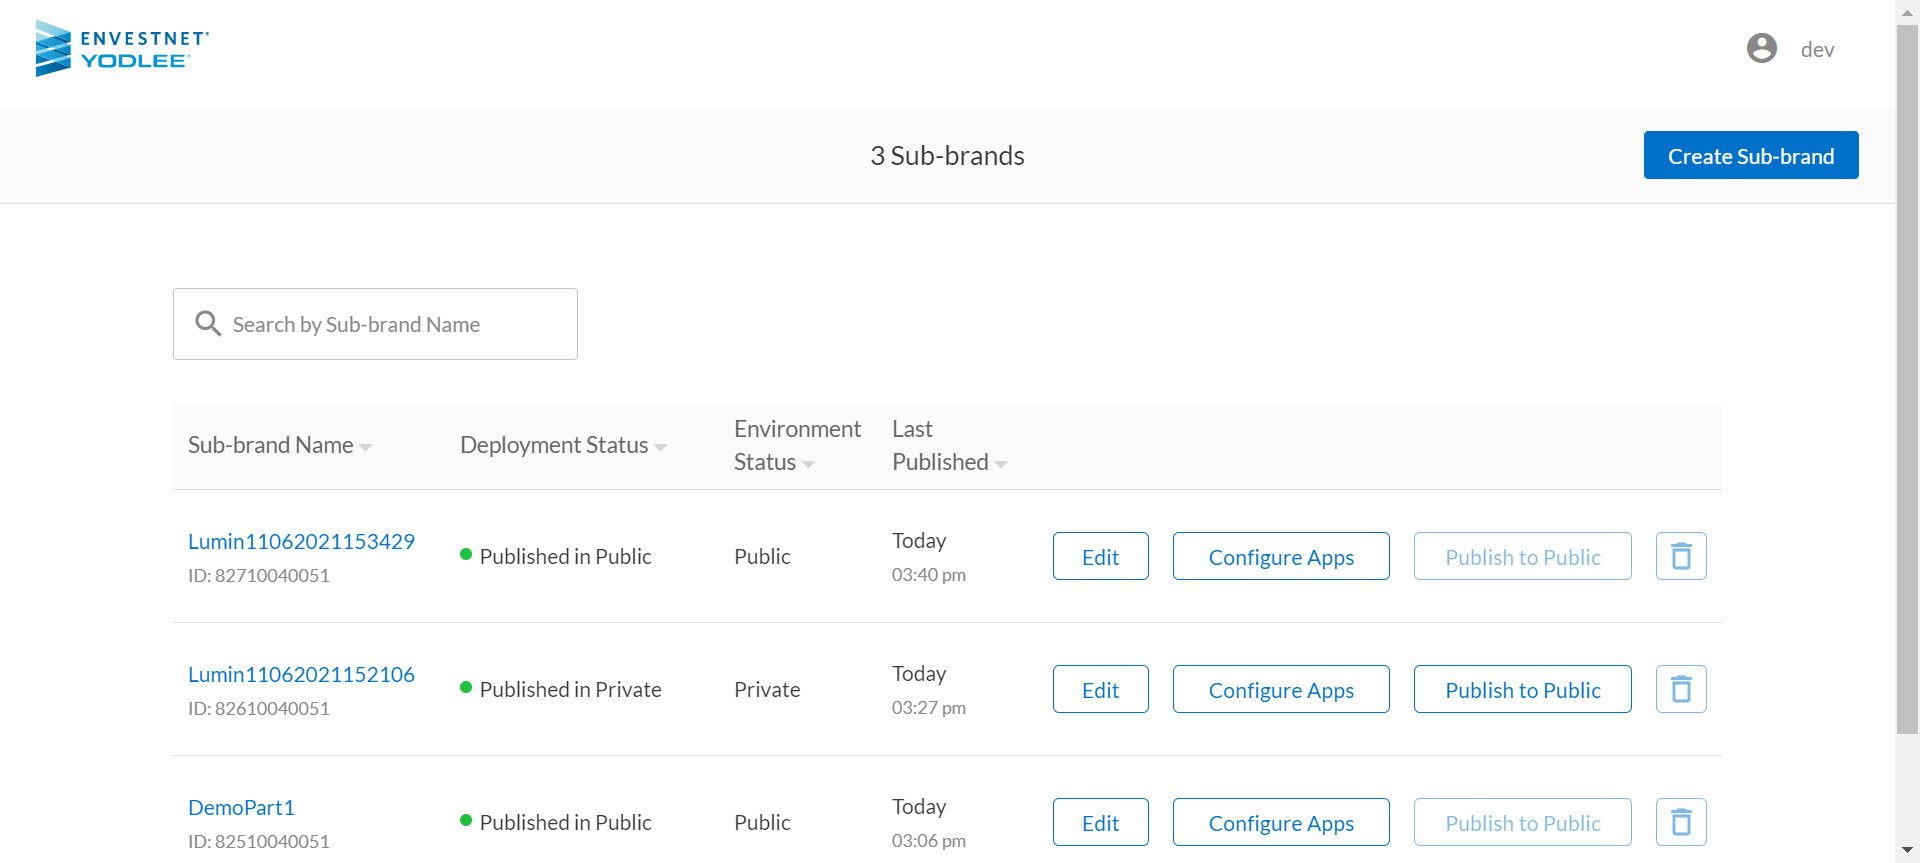 ENVESTNET
YODLEE
dev
3 Sub-brands
Create Sub-brand
Search by Sub-brand Name
Sub-brand Name
Deployment Status
Environment
Status
Last
Published
Lumin11062021153429
ID: 82710040051
Published in Public
Public
Today
03:40 pm
Edit
Configure Apps
Publish to Public
Lumin11062021152106
ID: 82610040051
Published in Private
Private
Today
03:27 pm
Edit
Configure Apps
Publish to Public
DemoPart1
ID: 82510040051
Published in Public
Public
Today
03:06 pm
Edit
Configure Apps
Publish to Public